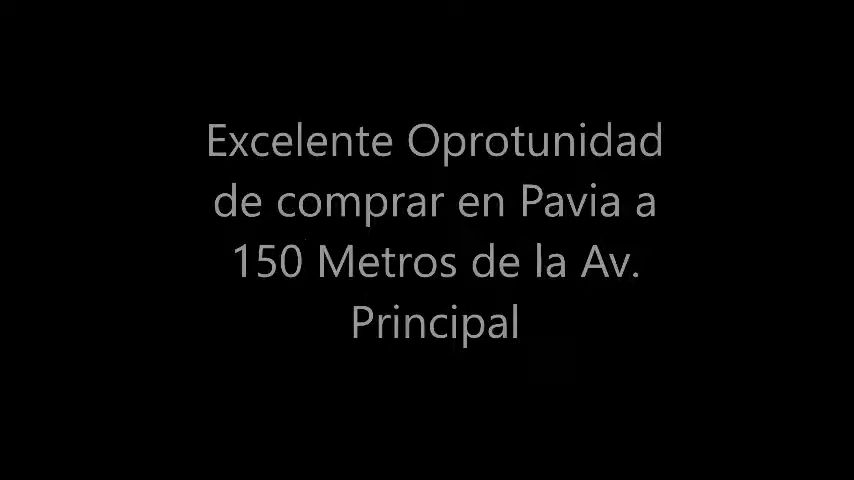 Excelente Oprotunidad
de comprar en Pavia a
150 Metros de la Av.
Principal